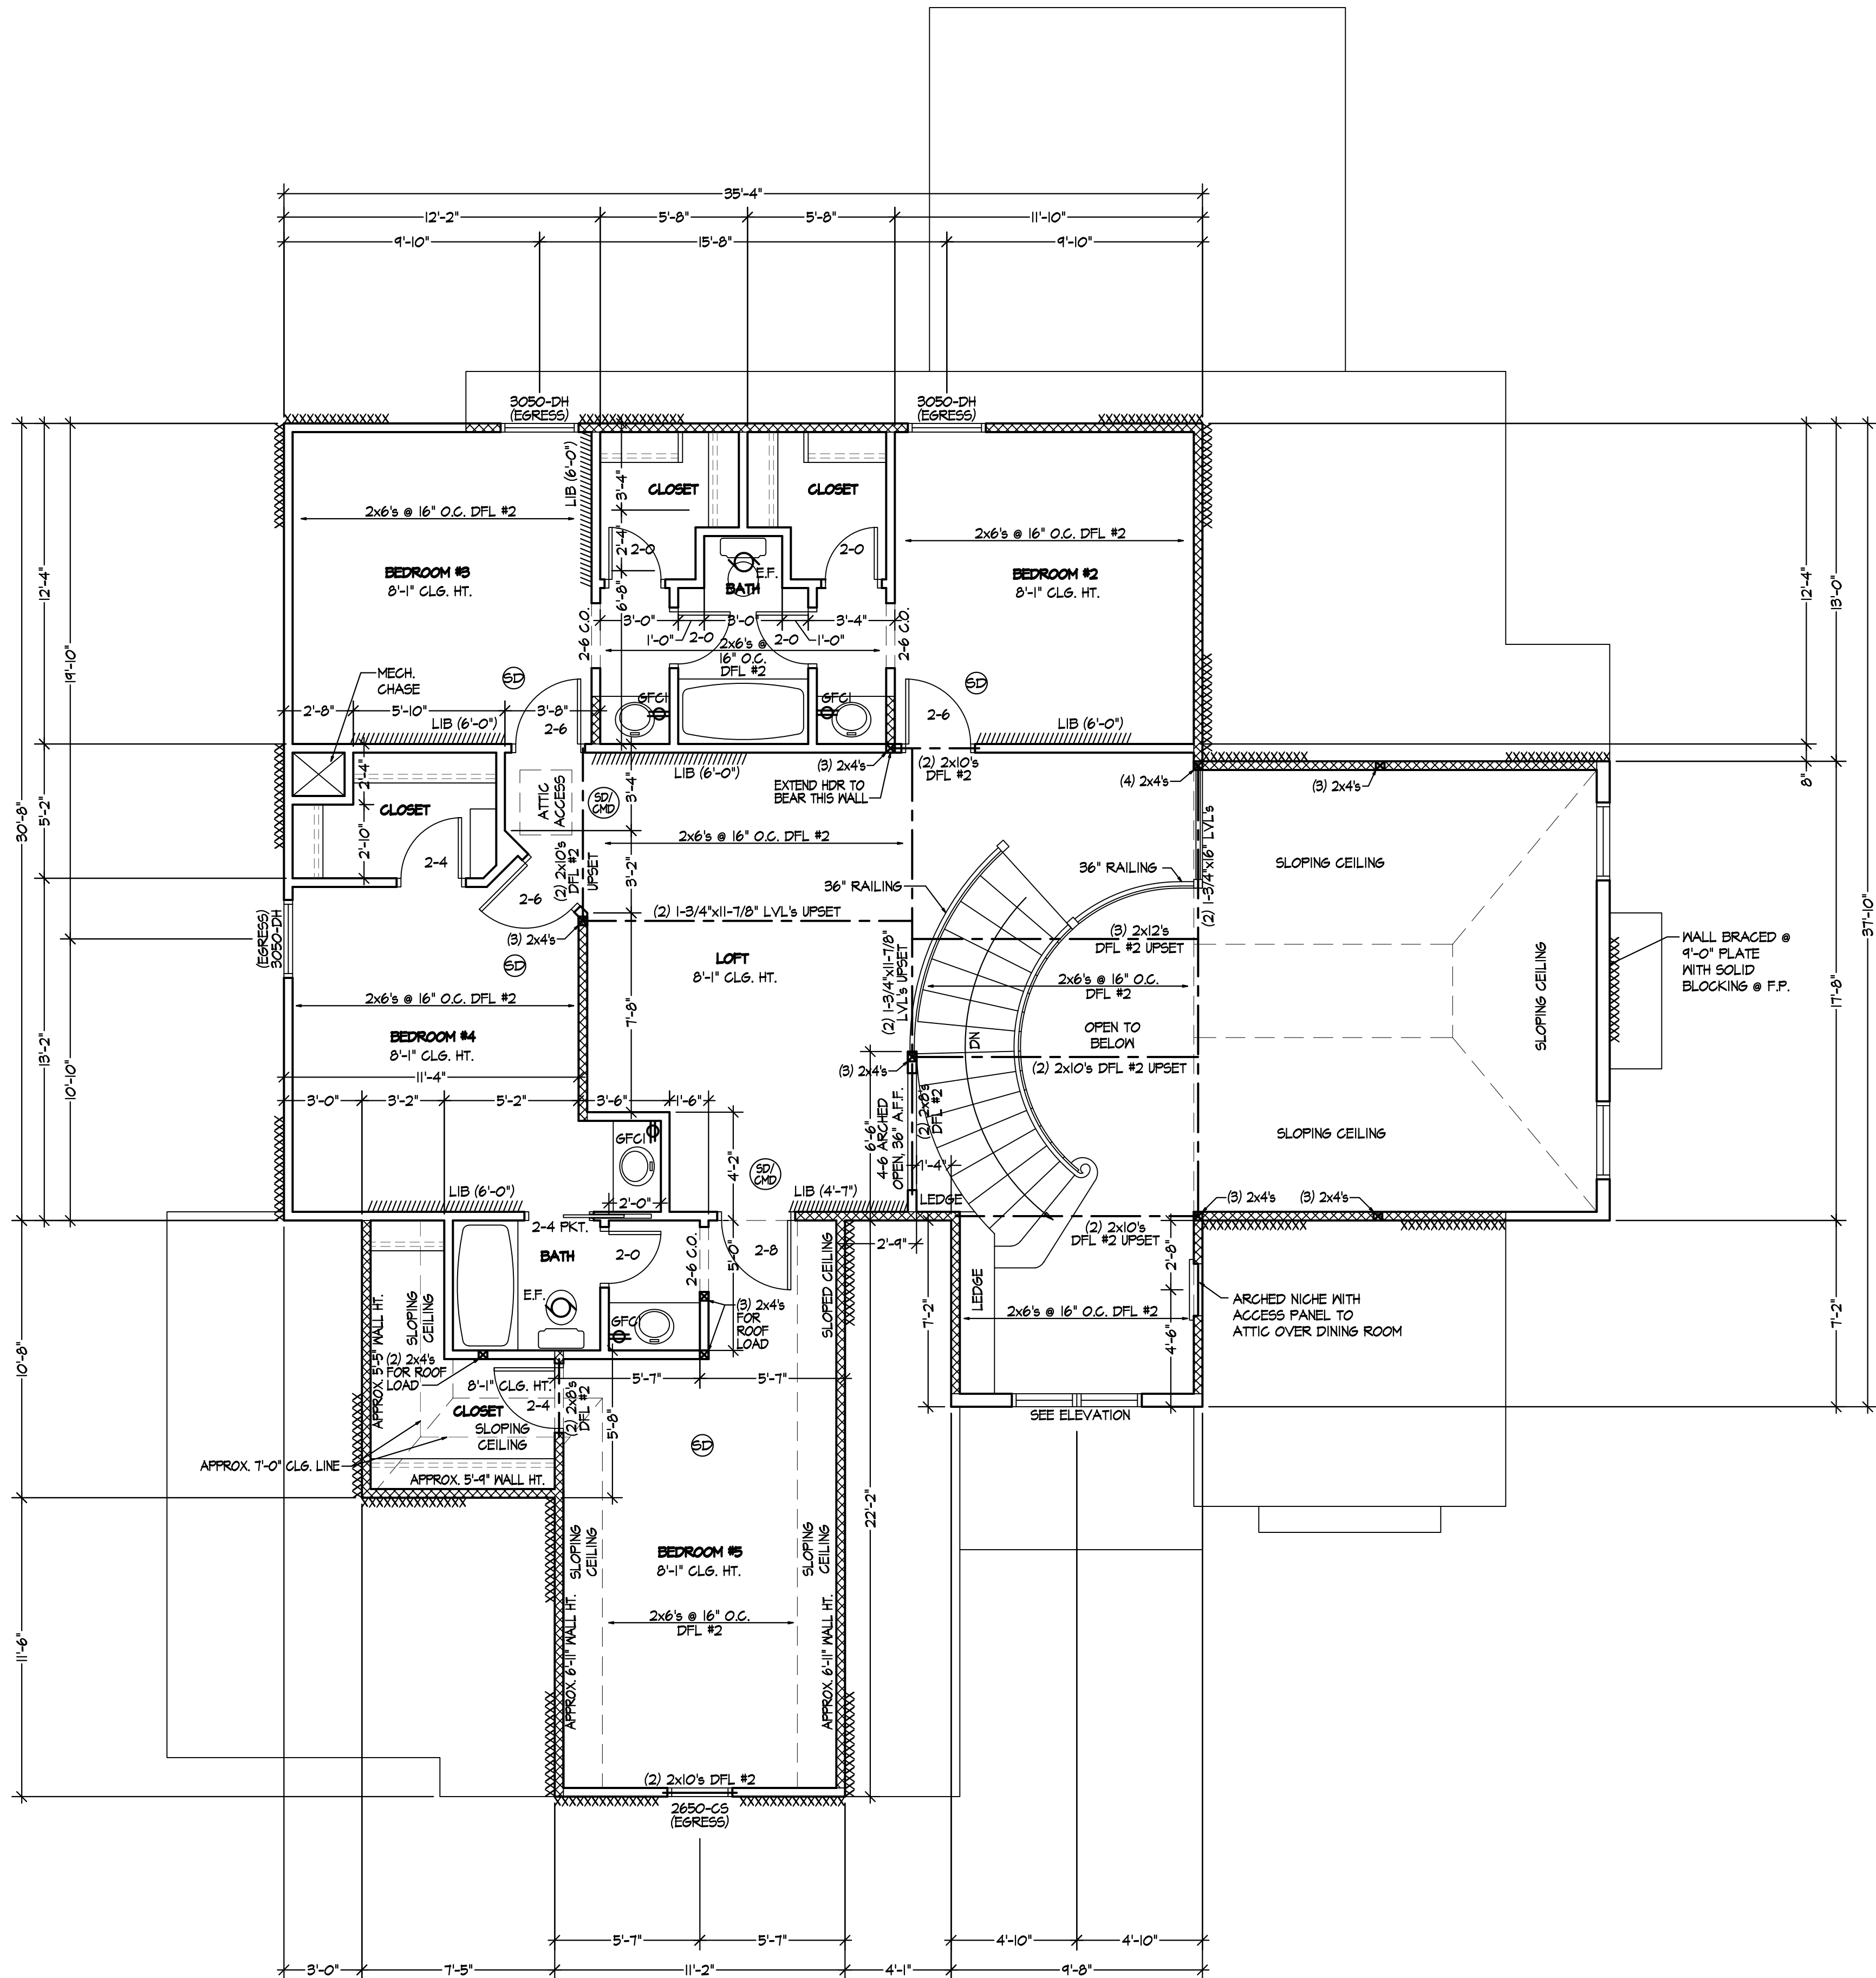 35'-4"
12'-2"
5'-8"
5'-8"
11'-10"
9'-10"
15'-8"
9'-10"
3050-DH
(EGRESS)
3050-DH
(EGRESS)
LIB (6'-0")
3'-4"
CLOSET
CLOSET
2x6's @ 16" O.C. DFL #2
2x6's @ 16" O.C. DFL #2
2'-4"
2-0
2-0
E.F.
BATH
BEDROOM #3
8'-1" CLG. HT.
BEDROOM #2
8'-1" CLG. HT.
6'-8"
2-6 C.O.
2-6 C.O.
3'-0"
3'-0"
3'-4"
1'-0"
2-0
2-0
1'-0"
2x6's @
16" O.C.
DFL #2
MECH.
CHASE
SD
SD
GFCI
GFCI
2'-8"
5'-10"
3'-8"
LIB (6'-0")
2-6
2-6
LIB (6'-0")
12'-4"
19'-10"
30'-8"
5'-2"
13'-2"
10'-10"
12'-4"
13'-0"
8"
37'-10"
17'-8"
7'-2"
LIB (6'-0")
(3) 2x4's
(2) 2x10's
DFL #2
EXTEND HDR TO
BEAR THIS WALL
(4) 2x4's
(3) 2x4's
2'-4"
2'-10"
CLOSET
2-4
ATTIC
ACCESS
SD/
CMD
3'-4"
2x6's @ 16" O.C. DFL #2
(2) 2x10's
DFL #2
UPSET
3'-2"
2-6
(2) 1-3/4"x16" LVL's
SLOPING CEILING
36" RAILING
36" RAILING
(EGRESS)
3050-DH
(3) 2x4's
(2) 1-3/4"x11-7/8" LVL's UPSET
(3) 2x12's
DFL #2 UPSET
SD
LOFT
8'-1" CLG. HT.
(2) 1-3/4"x11-7/8"
LVL's UPSET
2x6's @ 16" O.C.
DFL #2
SLOPING CEILING
WALL BRACED @
9'-0" PLATE
WITH SOLID
BLOCKING @ F.P.
2x6's @ 16" O.C. DFL #2
7'-8"
BEDROOM #4
8'-1" CLG. HT.
DN
OPEN TO
BELOW
11'-4"
(3) 2x4's
(2) 2x10's DFL #2 UPSET
3'-0"
3'-2"
5'-2"
3'-6"
1'-6"
6'-6"
4-6 ARCHED
OPEN, 36" A.F.F.
(2) 2x8's
DFL #2
SLOPING CEILING
GFCI
4'-2"
SD/
CMD
1'-4"
LIB (6'-0")
2'-0"
LIB (4'-7")
LEDGE
(3) 2x4's
(3) 2x4's
2-4 PKT.
(2) 2x10's
DFL #2 UPSET
BATH
2-0
2-6 C.O.
5'-0"
2-8
2'-9"
2'-8"
SLOPING
CEILING
SLOPED CEILING
LEDGE
E.F.
(3) 2x4's
FOR
ROOF
LOAD
GFCI
2x6's @ 16" O.C. DFL #2
7'-2"
4'-6"
ARCHED NICHE WITH
ACCESS PANEL TO
ATTIC OVER DINING ROOM
APPROX. 5'-5" WALL HT.
(2) 2x4's
FOR ROOF
LOAD
8'-1" CLG. HT.
5'-7"
5'-7"
10'-8"
2-4
(2) 2x8's
DFL #2
CLOSET
SLOPING
CEILING
5'-8"
SEE ELEVATION
SD
APPROX. 7'-0" CLG. LINE
APPROX. 5'-9" WALL HT.
22'-2"
SLOPING
CEILING
BEDROOM #5
8'-1" CLG. HT.
SLOPING
CEILING
2x6's @ 16" O.C.
DFL #2
11'-6"
APPROX. 6'-11" WALL HT.
APPROX. 6'-11" WALL HT.
(2) 2x10's DFL #2
2650-CS
(EGRESS)
5'-7"
5'-7"
4'-10"
4'-10"
3'-0"
7'-5"
11'-2"
4'-1"
9'-8"